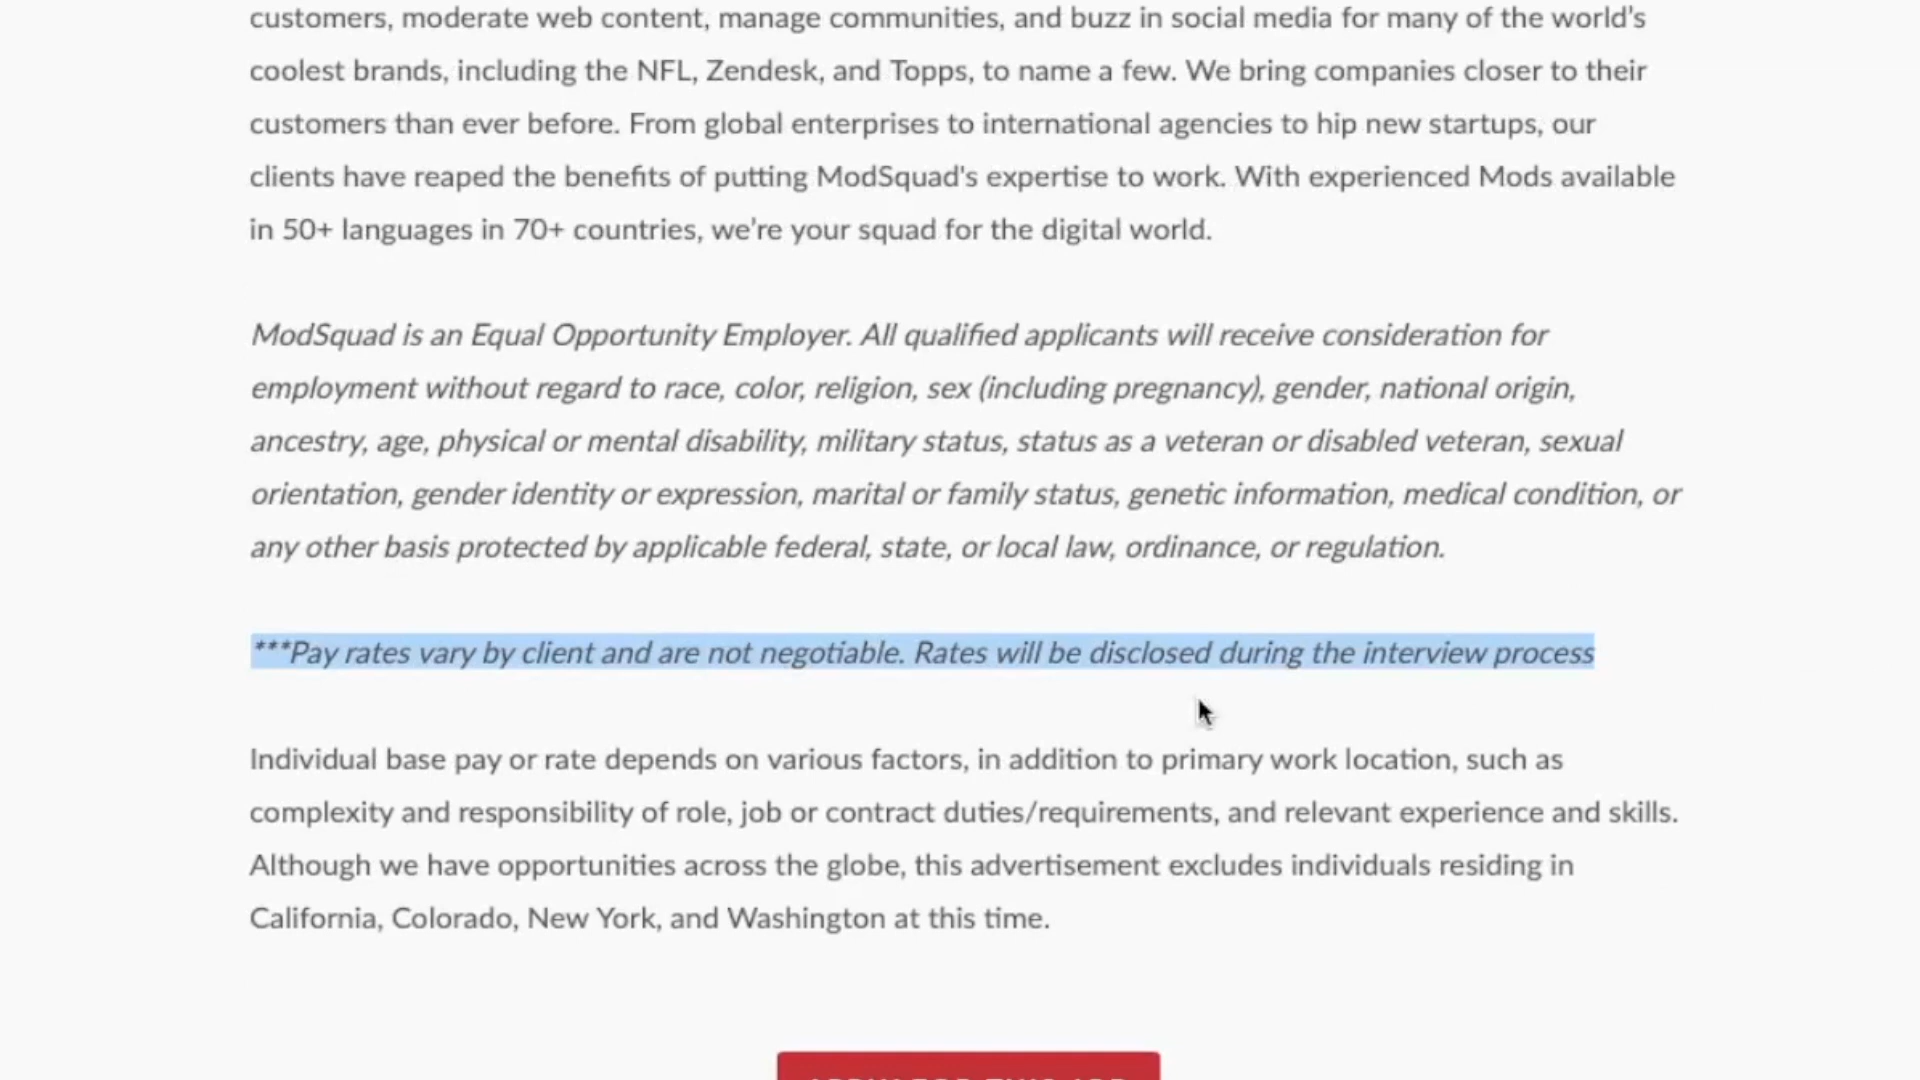 customers, moderate web content, manage communities, and buzz in social media for many of the world's
coolest brands, including the NFL, Zendesk, and Topps, to name a few. We bring companies closer to their
customers than ever before. From global enterprises to international agencies to hip new startups, our
clients have reaped the benefits of putting ModSquad's expertise to work. With experienced Mods available
in 50+ languages in 70+ countries, we're your squad for the digital world.
ModSquad is an Equal Opportunity Employer. All qualified applicants will receive consideration for
employment without regard to race, color, religion, sex (including pregnancy), gender, national origin,
ancestry, age, physical or mental disability, military status, status as a veteran or disabled veteran, sexual
orientation, gender identity or expression, marital or family status, genetic information, medical condition, or
any other basis protected by applicable federal, state, or local law, ordinance, or regulation.
***Pay rates vary by client and are not negotiable. Rates will be disclosed during the interview process
Individual base pay or rate depends on various factors, in addition to primary work location, such as
complexity and responsibility of role, job or contract duties/requirements, and relevant experience and skills.
Although we have opportunities across the globe, this advertisement excludes individuals residing in
California, Colorado, New York, and Washington at this time.